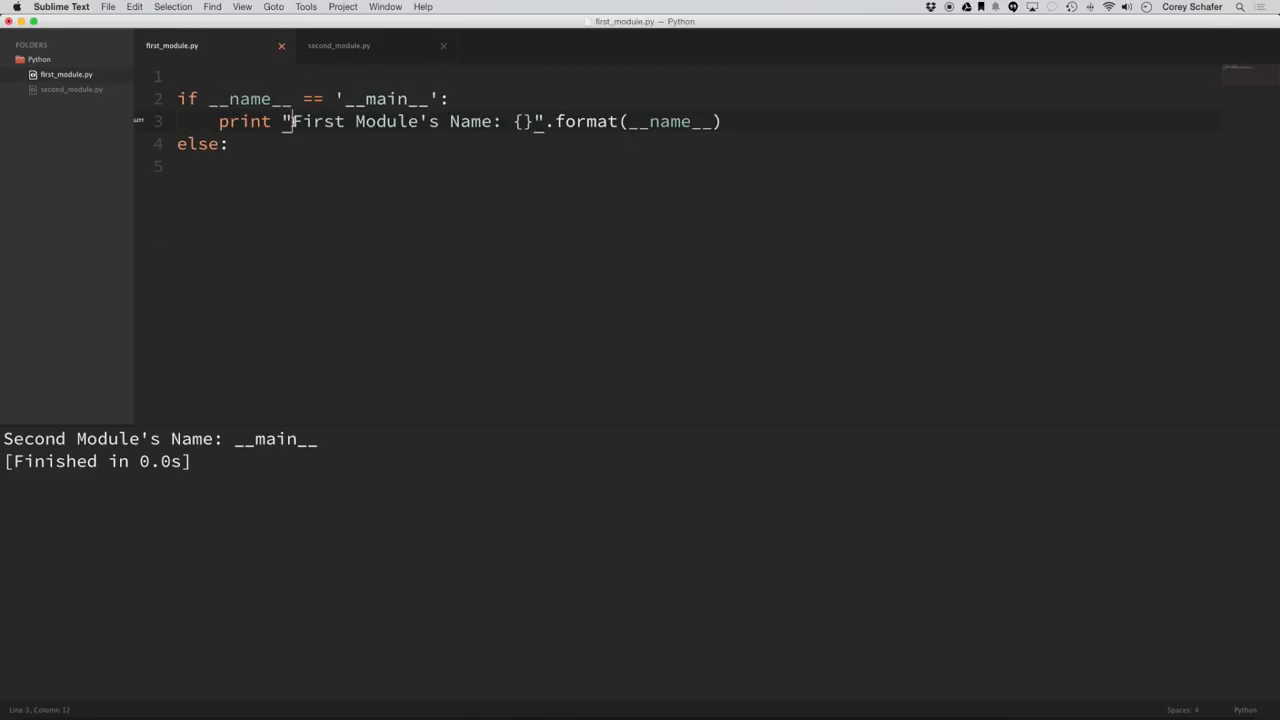 Sublime Text File Edit Selection Find View Goto Tools Project Window Help Corey Schafer
first_module.py — Python
FOLDERS
Python
first_module.py
second_module.py
first_module.py second_module.py
1
2 if __name__ == '__main__':
3 print "First Module's Name: {}".format(__name__)
4 else:
5
Second Module's Name: __main__
[Finished in 0.0s]
Line 3, Column 12 Spaces: 4 Python